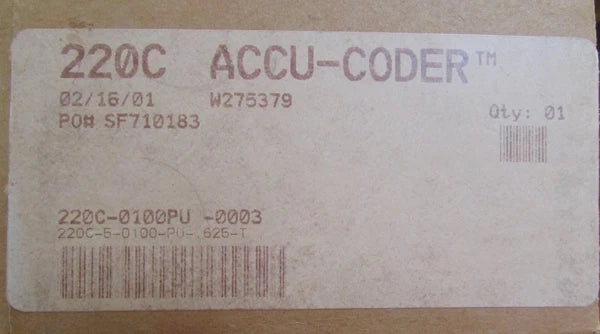 220C ACCU-CODER™
02/16/01 W275379
PO# SF710183
Qty: 01
220C-0100PU -0003
220C-5-0100-PU-.625-T